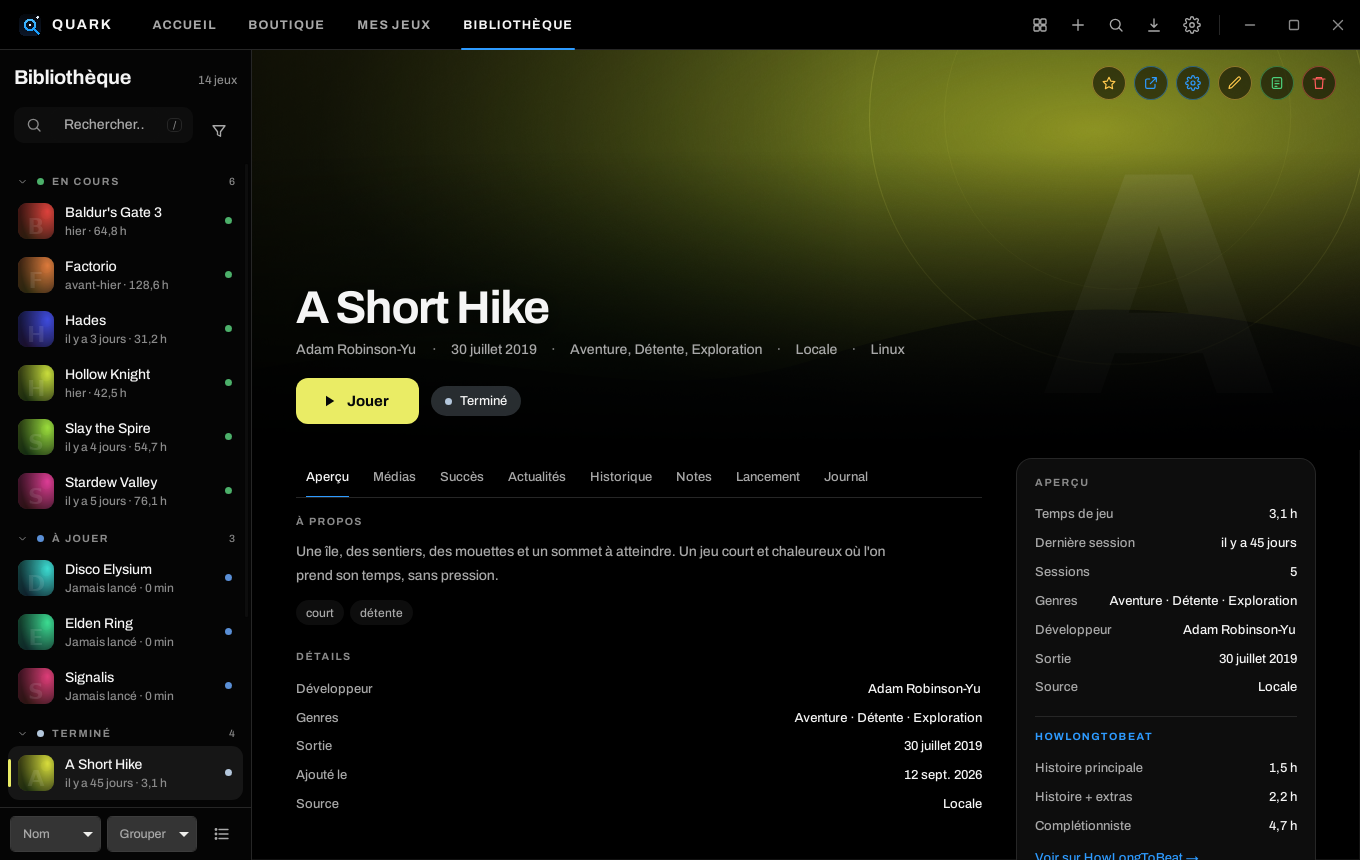 QUARK
ACCUEIL
BOUTIQUE
MES JEUX
BIBLIOTHÈQUE
Bibliothèque
14 jeux
Rechercher..
/
EN COURS
6
B
Baldur's Gate 3
hier · 64,8 h
F
Factorio
avant-hier · 128,6 h
H
Hades
il y a 3 jours · 31,2 h
H
Hollow Knight
hier · 42,5 h
S
Slay the Spire
il y a 4 jours · 54,7 h
S
Stardew Valley
il y a 5 jours · 76,1 h
À JOUER
3
D
Disco Elysium
Jamais lancé · 0 min
E
Elden Ring
Jamais lancé · 0 min
S
Signalis
Jamais lancé · 0 min
TERMINÉ
4
A
A Short Hike
il y a 45 jours · 3,1 h
Nom
Grouper
A
A Short Hike
Adam Robinson-Yu · 30 juillet 2019 · Aventure, Détente, Exploration · Locale · Linux
Jouer
Terminé
Aperçu
Médias
Succès
Actualités
Historique
Notes
Lancement
Journal
À PROPOS
Une île, des sentiers, des mouettes et un sommet à atteindre. Un jeu court et chaleureux où l'on
prend son temps, sans pression.
court
détente
DÉTAILS
Développeur Adam Robinson-Yu
Genres Aventure · Détente · Exploration
Sortie 30 juillet 2019
Ajouté le 12 sept. 2026
Source Locale
APERÇU
Temps de jeu 3,1 h
Dernière session il y a 45 jours
Sessions 5
Genres Aventure · Détente · Exploration
Développeur Adam Robinson-Yu
Sortie 30 juillet 2019
Source Locale
HOWLONGTOBEAT
Histoire principale 1,5 h
Histoire + extras 2,2 h
Complétionniste 4,7 h
Voir sur HowLongToBeat →